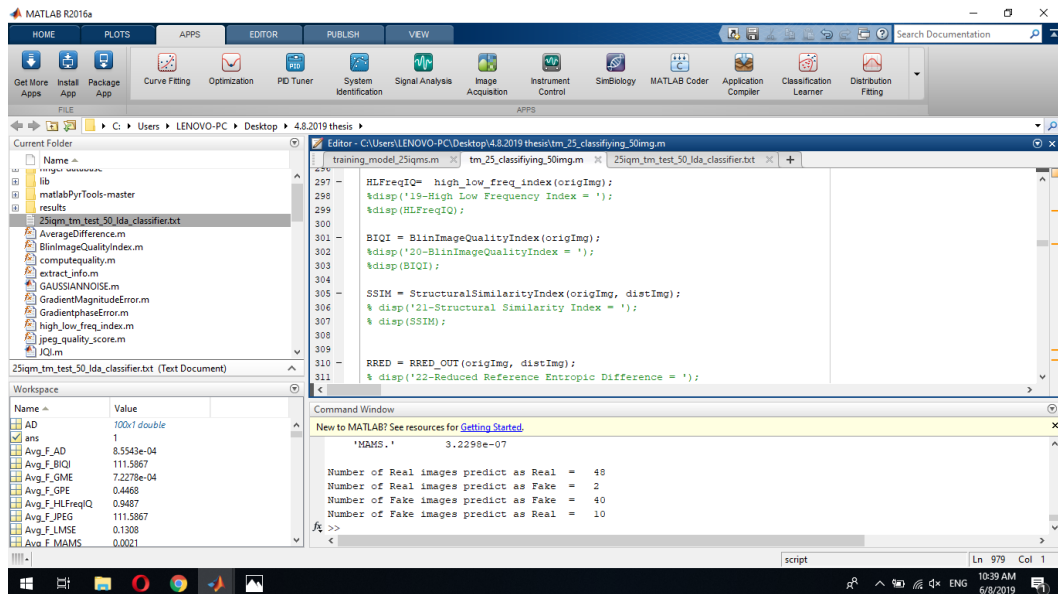 MATLAB R2016a
HOME PLOTS APPS EDITOR PUBLISH VIEW
Search Documentation
Get More Apps
Install App
Package App
Curve Fitting
Optimization
PID Tuner
System Identification
Signal Analysis
Image Acquisition
Instrument Control
SimBiology
MATLAB Coder
Application Compiler
Classification Learner
Distribution Fitting
FILE
APPS
C: Users LENOVO-PC Desktop 4.8.2019 thesis
Current Folder
Name
lib
matlabPyrTools-master
results
25iqm_tm_test_50_lda_classifier.txt
AverageDifference.m
BlinImageQualityIndex.m
computequality.m
extract_info.m
GAUSSIANNOISE.m
GradientMagnitudeError.m
GradientphaseError.m
high_low_freq_index.m
jpeg_quality_score.m
JQI.m
25iqm_tm_test_50_lda_classifier.txt (Text Document)
Workspace
Name Value
AD 100x1 double
ans 1
Avg_F_AD 8.5543e-04
Avg_F_BIQI 111.5867
Avg_F_GME 7.2278e-04
Avg_F_GPE 0.4468
Avg_F_HLFreqIQ 0.9487
Avg_F_JPEG 111.5867
Avg_F_LMSE 0.1308
Avg_F_MAMS 0.0021
Editor - C:\Users\LENOVO-PC\Desktop\4.8.2019 thesis\tm_25_classifiying_50img.m
training_model_25iqms.m tm_25_classifiying_50img.m 25iqm_tm_test_50_lda_classifier.txt +
297 - HLFreqIQ= high_low_freq_index(origImg);
298 %disp('19-High Low Frequency Index = ');
299 %disp(HLFreqIQ);
300
301 - BIQI = BlinImageQualityIndex(origImg);
302 %disp('20-BlinImageQualityIndex = ');
303 %disp(BIQI);
304
305 - SSIM = StructuralSimilarityIndex(origImg, distImg);
306 % disp('21-Structural Similarity Index = ');
307 % disp(SSIM);
308
309
310 - RRED = RRED_OUT(origImg, distImg);
311 % disp('22-Reduced Reference Entropic Difference = ');
Command Window
New to MATLAB? See resources for Getting Started.
'MAMS.' 3.2298e-07
Number of Real images predict as Real = 48
Number of Real images predict as Fake = 2
Number of Fake images predict as Fake = 40
Number of Fake images predict as Real = 10
fx >>
script
Ln 979 Col 1
ENG
10:39 AM
6/8/2019